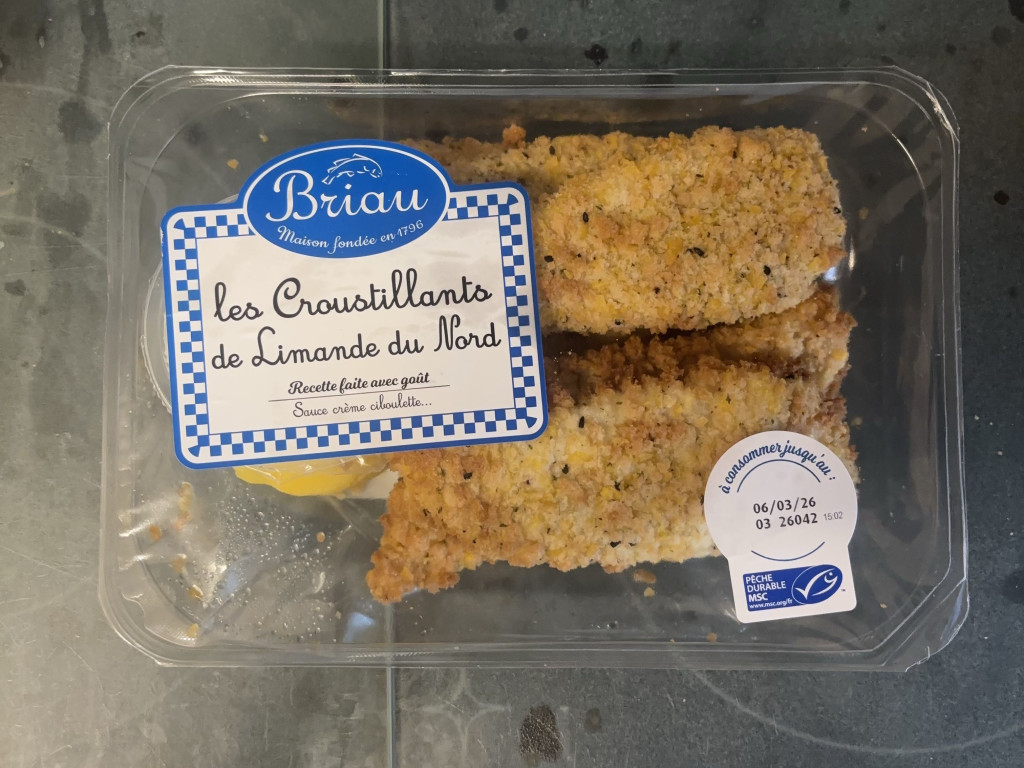 Briau
Maison fondée en 1796
les Croustillants
de Limande du Nord
Recette faite avec goût
Sauce crème ciboulette...
à consommer jusqu'au :
06/03/26
03 26042 15:02
PÊCHE
DURABLE
MSC
www.msc.org/fr
TM